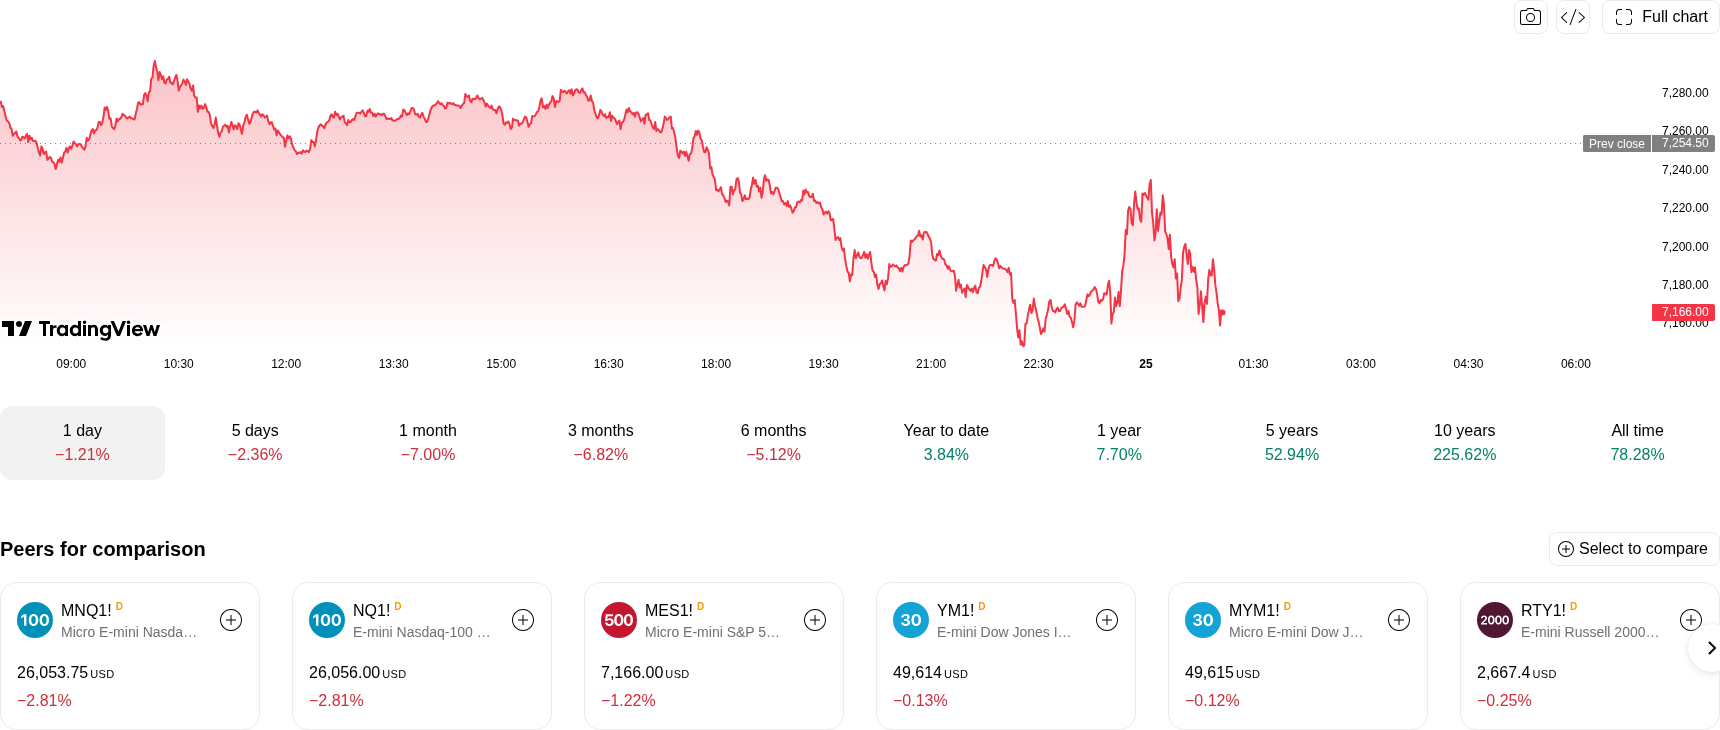 </> Full chart
7,280.00
7,260.00
Prev close 7,254.50
7,240.00
7,220.00
7,200.00
7,180.00
7,166.00
7,160.00
TradingView
09:00 10:30 12:00 13:30 15:00 16:30 18:00 19:30 21:00 22:30 25 01:30 03:00 04:30 06:00
1 day 5 days 1 month 3 months 6 months Year to date 1 year 5 years 10 years All time
−1.21% −2.36% −7.00% −6.82% −5.12% 3.84% 7.70% 52.94% 225.62% 78.28%
Peers for comparison Select to compare
100 MNQ1! D
Micro E-mini Nasda…
26,053.75 USD
−2.81%
100 NQ1! D
E-mini Nasdaq-100 …
26,056.00 USD
−2.81%
500 MES1! D
Micro E-mini S&P 5…
7,166.00 USD
−1.22%
30 YM1! D
E-mini Dow Jones I…
49,614 USD
−0.13%
30 MYM1! D
Micro E-mini Dow J…
49,615 USD
−0.12%
2000 RTY1! D
E-mini Russell 2000…
2,667.4 USD
−0.25%